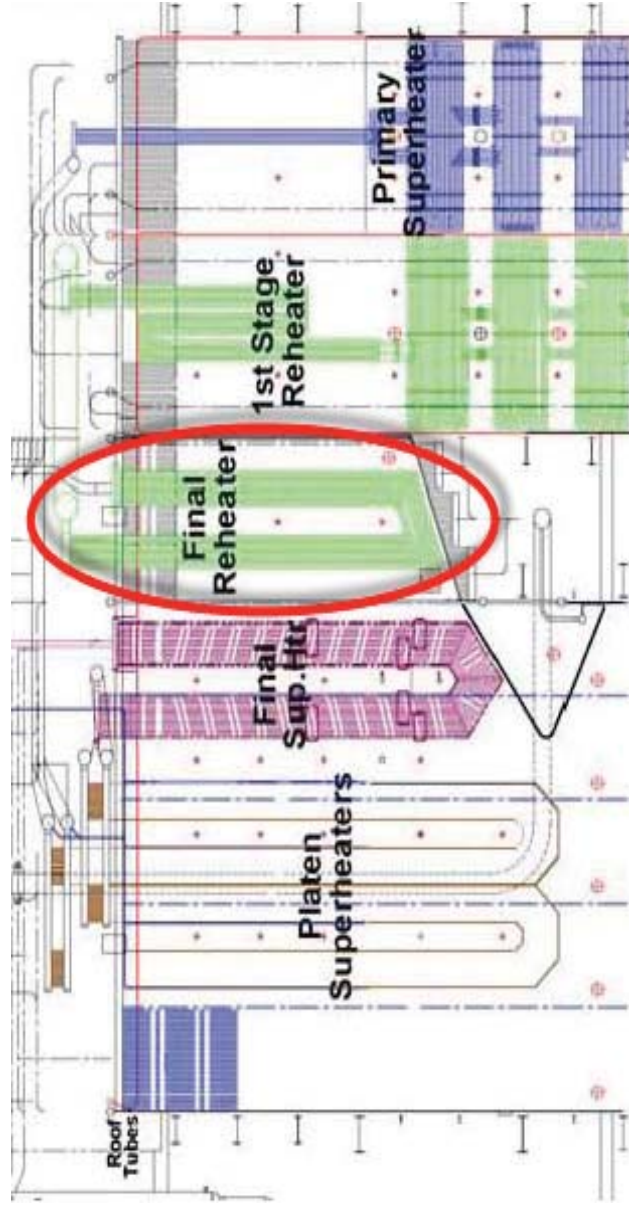 Roof
Tubes
Platen
Superheaters
Final
Sup.Htr
Final
Reheater
1st Stage
Reheater
Primary
Superheater